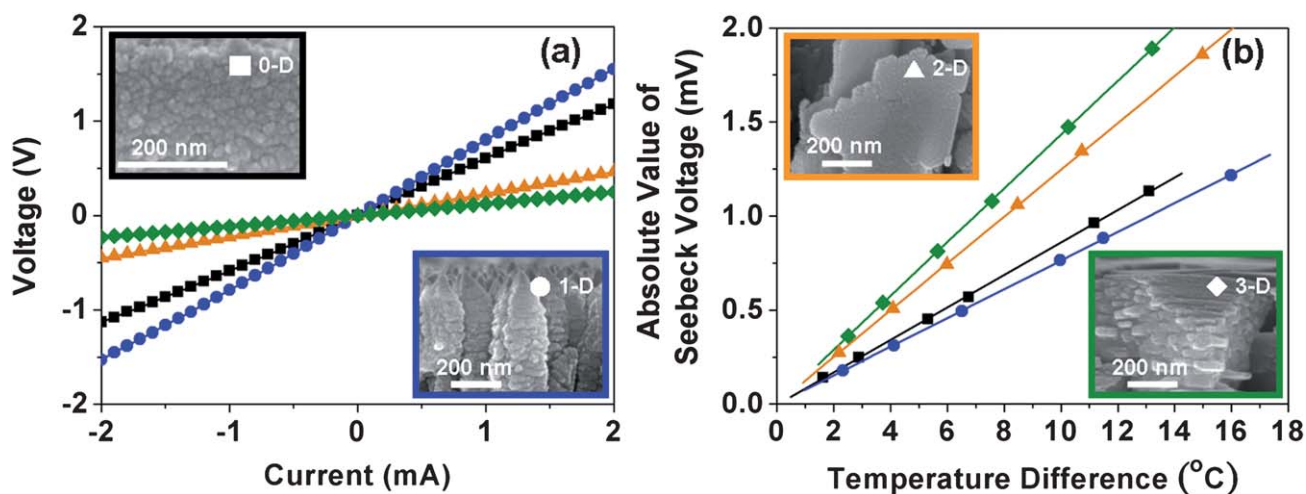 Voltage (V)
2
1
0
-1
-2
(a)
0-D
200 nm
1-D
200 nm
-2
-1
0
1
2
Current (mA)
Absolute Value of
Seebeck Voltage (mV)
2.0
1.5
1.0
0.5
0.0
(b)
2-D
200 nm
3-D
200 nm
0
2
4
6
8
10
12
14
16
18
Temperature Difference (°C)